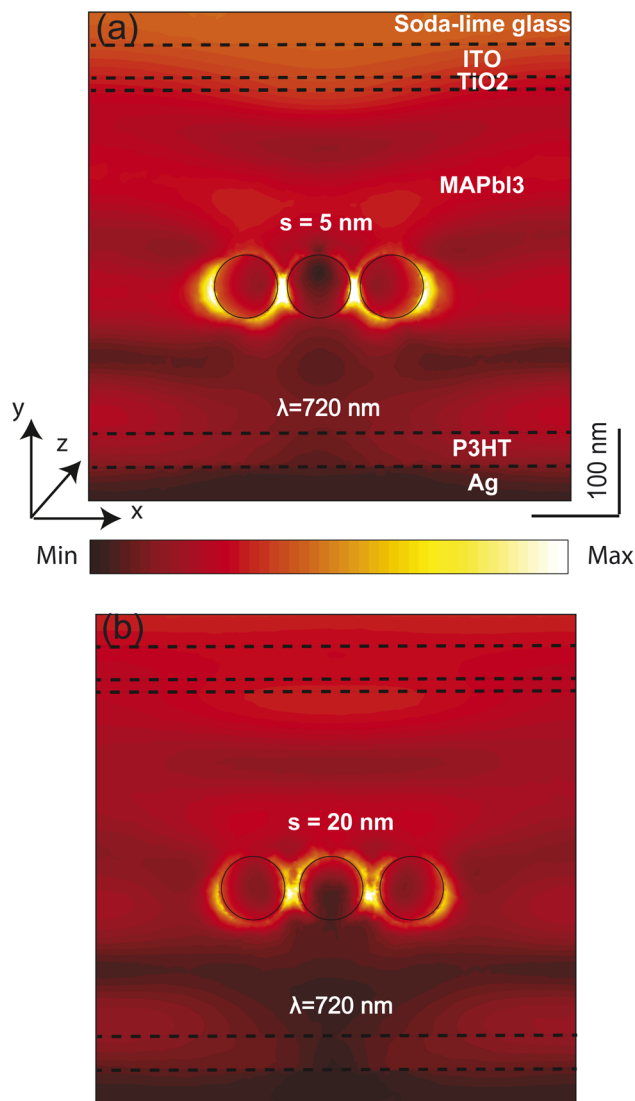 (a)
Soda-lime glass
ITO
TiO2
MAPbI3
s = 5 nm
λ=720 nm
y
z
x
P3HT
Ag
100 nm
Min
Max
(b)
s = 20 nm
λ=720 nm